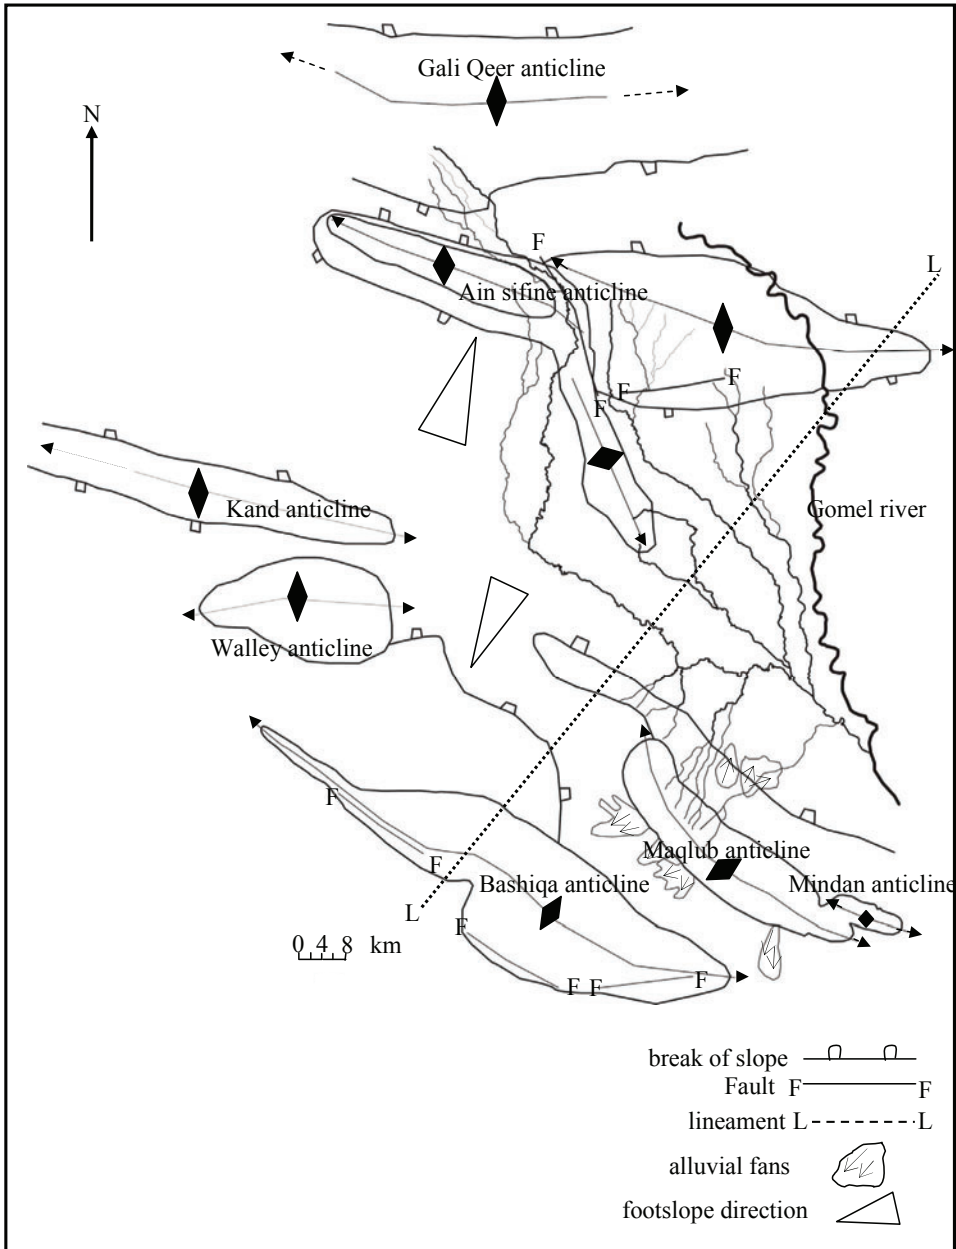 Gali Qeer anticline
N
F
L
Ain sifine anticline
F
F
F
Kand anticline
Gomel river
Walley anticline
F
Maqlub anticline
F
Bashiqa anticline
Mindan anticline
L
F
0 4 8 km
F
F F
break of slope
Fault F F
lineament L L
alluvial fans
footslope direction